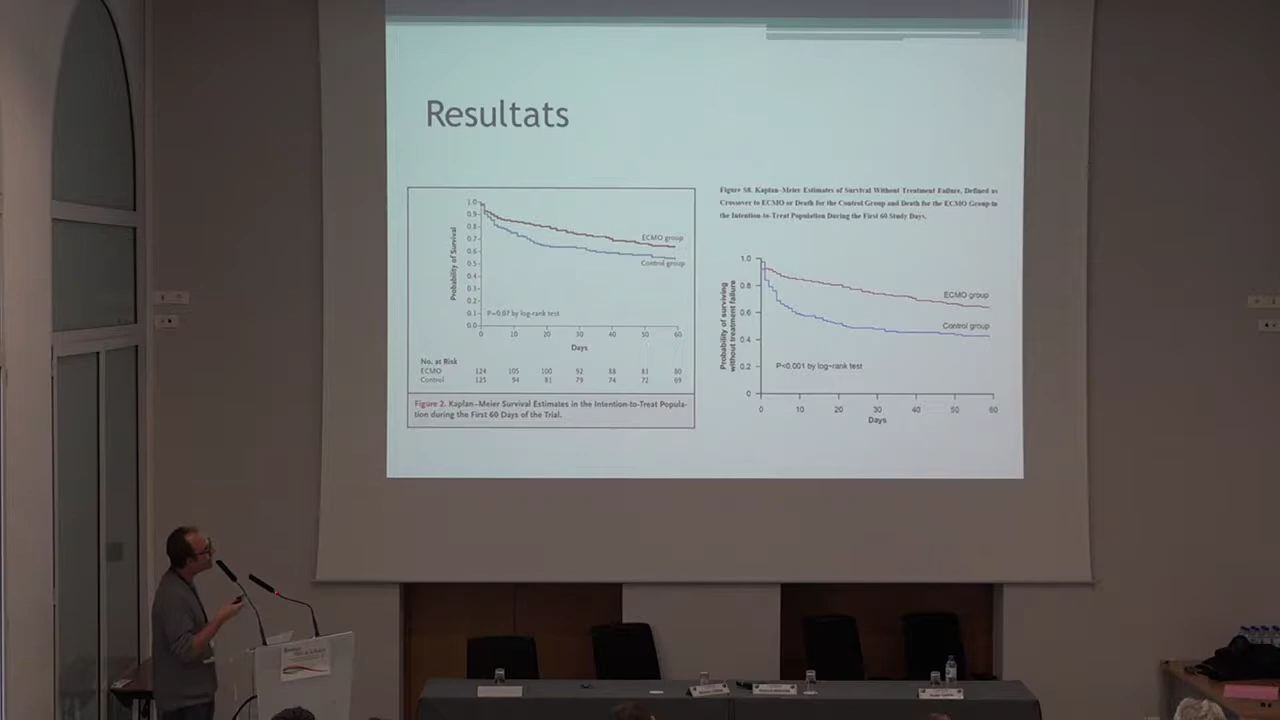 Resultats
1.0
0.9
0.8
0.7
0.6
0.5
0.4
0.3
0.2
0.1
0.0
Probability of Survival
ECMO group
Control group
P=0.07 by log-rank test
0 10 20 30 40 50 60
Days
No. at Risk
ECMO 124 105 100 92 88 83 80
Control 125 94 83 79 74 72 69
Figure 2. Kaplan–Meier Survival Estimates in the Intention-to-Treat Popula-
tion during the First 60 Days of the Trial.
Figure S8. Kaplan–Meier Estimates of Survival Without Treatment Failure, Defined as
Crossover to ECMO or Death for the Control Group and Death for the ECMO Group in
the Intention-to-Treat Population During the First 60 Study Days.
1.0
0.8
0.6
0.4
0.2
0
Probability of surviving
without treatment failure
ECMO group
Control group
P<0.001 by log-rank test
0 10 20 30 40 50 60
Days